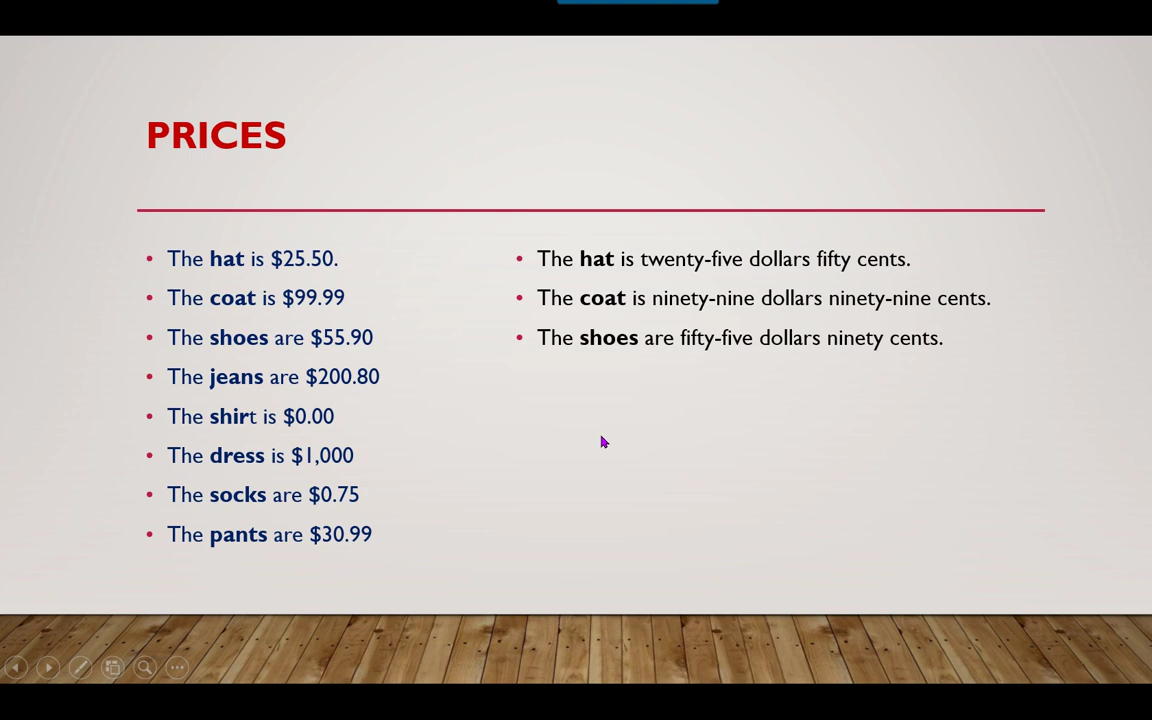 PRICES
• The hat is $25.50.
• The coat is $99.99
• The shoes are $55.90
• The jeans are $200.80
• The shirt is $0.00
• The dress is $1,000
• The socks are $0.75
• The pants are $30.99
• The hat is twenty-five dollars fifty cents.
• The coat is ninety-nine dollars ninety-nine cents.
• The shoes are fifty-five dollars ninety cents.